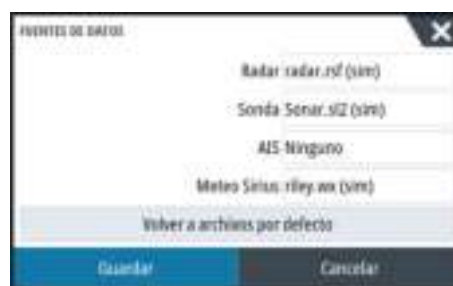 FUENTES DE DATOS
Radar radar.rsf (sim)
Sonda Sonar.sl2 (sim)
AIS Ninguno
Meteo Sirius riley.wx (sim)
Volver a archivos por defecto
Guardar Cancelar